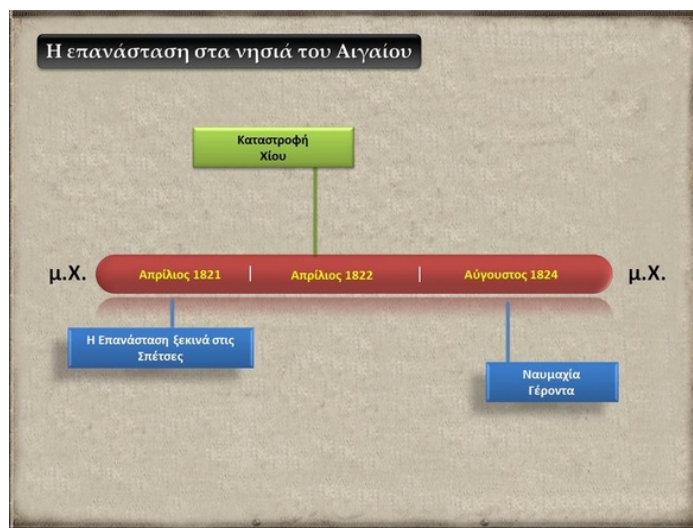 Η επανάσταση στα νησιά του Αιγαίου
Καταστροφή
Χίου
μ.Χ.
Απρίλιος 1821
Απρίλιος 1822
Αύγουστος 1824
μ.Χ.
Η Επανάσταση ξεκινά στις
Σπέτσες
Ναυμαχία
Γέροντα